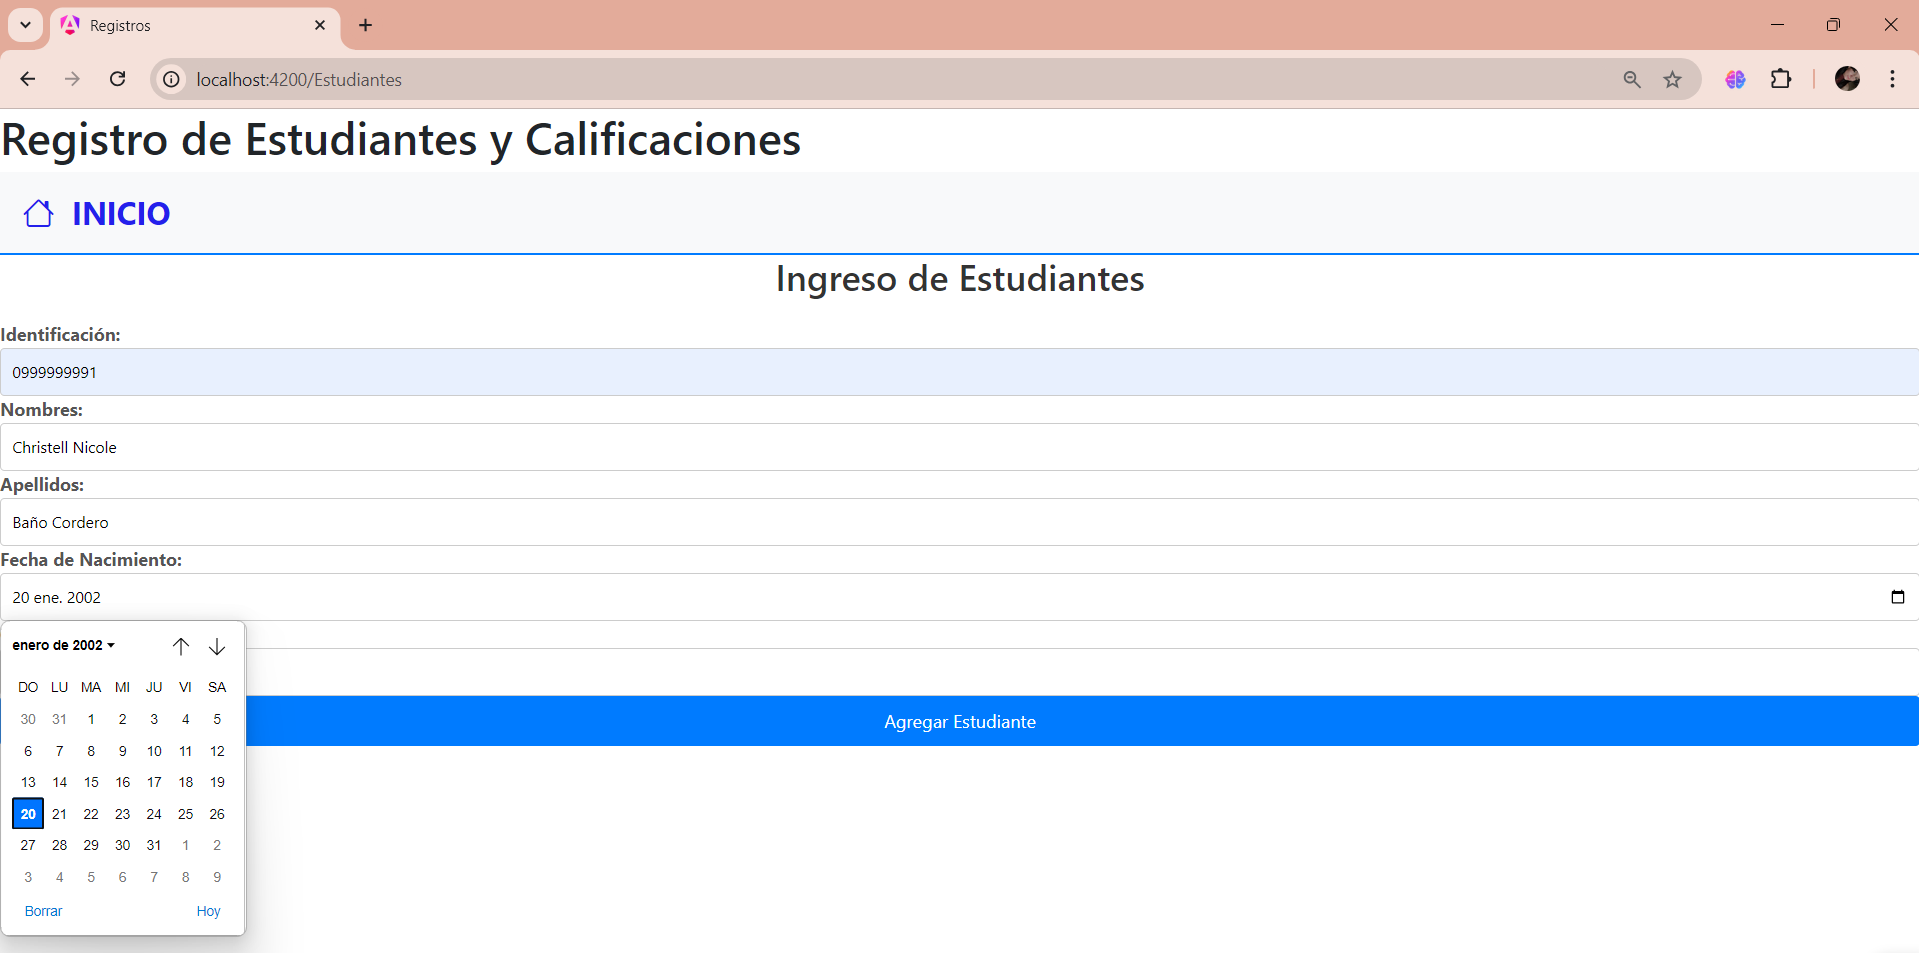 Registros
localhost:4200/Estudiantes
Registro de Estudiantes y Calificaciones
INICIO
Ingreso de Estudiantes
Identificación:
0999999991
Nombres:
Christell Nicole
Apellidos:
Baño Cordero
Fecha de Nacimiento:
20 ene. 2002
enero de 2002
DO LU MA MI JU VI SA
30 31 1 2 3 4 5
6 7 8 9 10 11 12
13 14 15 16 17 18 19
20 21 22 23 24 25 26
27 28 29 30 31 1 2
3 4 5 6 7 8 9
Borrar Hoy
Agregar Estudiante